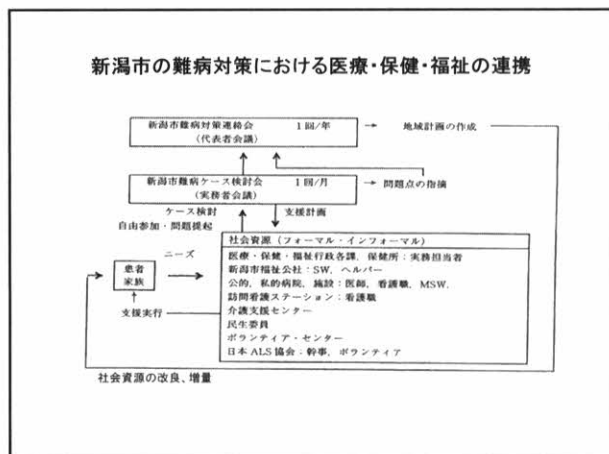 新潟市の難病対策における医療・保健・福祉の連携
新潟市難病対策連絡会 1回/年 → 地域計画の作成
(代表者会議)
新潟市難病ケース検討会 1回/月 → 問題点の指摘
(実務者会議)
ケース検討 支援計画
自由参加・問題提起
社会資源(フォーマル・インフォーマル)
医療・保健・福祉行政各課、保健所:実務担当者
新潟市福祉公社:SW、ヘルパー
公的、私的病院、施設:医師、看護職、MSW、
訪問看護ステーション:看護職
介護支援センター
民生委員
ボランティア・センター
日本ALS協会:幹事、ボランティア
ニーズ
患者
家族
支援実行
社会資源の改良、増量